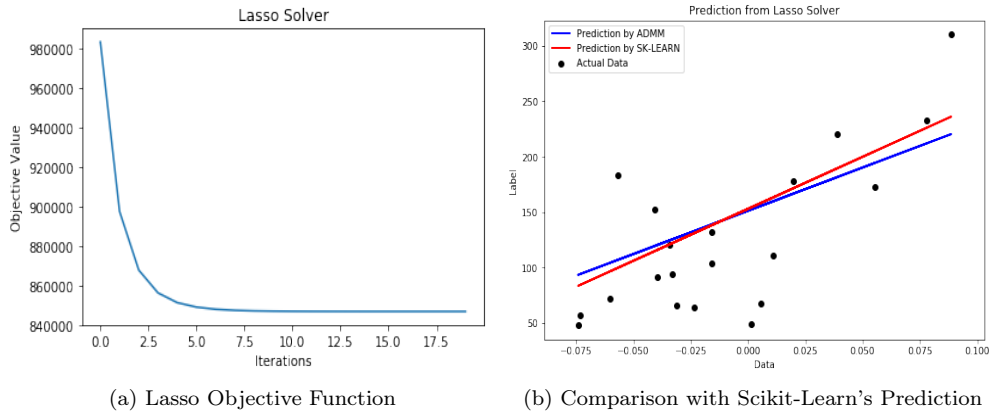 Lasso Solver
980000
960000
940000
920000
900000
880000
860000
840000
Objective Value
0.0 2.5 5.0 7.5 10.0 12.5 15.0 17.5
Iterations
(a) Lasso Objective Function
Prediction from Lasso Solver
Prediction by ADMM
Prediction by SK-LEARN
Actual Data
300
250
200
150
100
50
Label
−0.075 −0.050 −0.025 0.000 0.025 0.050 0.075 0.100
Data
(b) Comparison with Scikit-Learn's Prediction